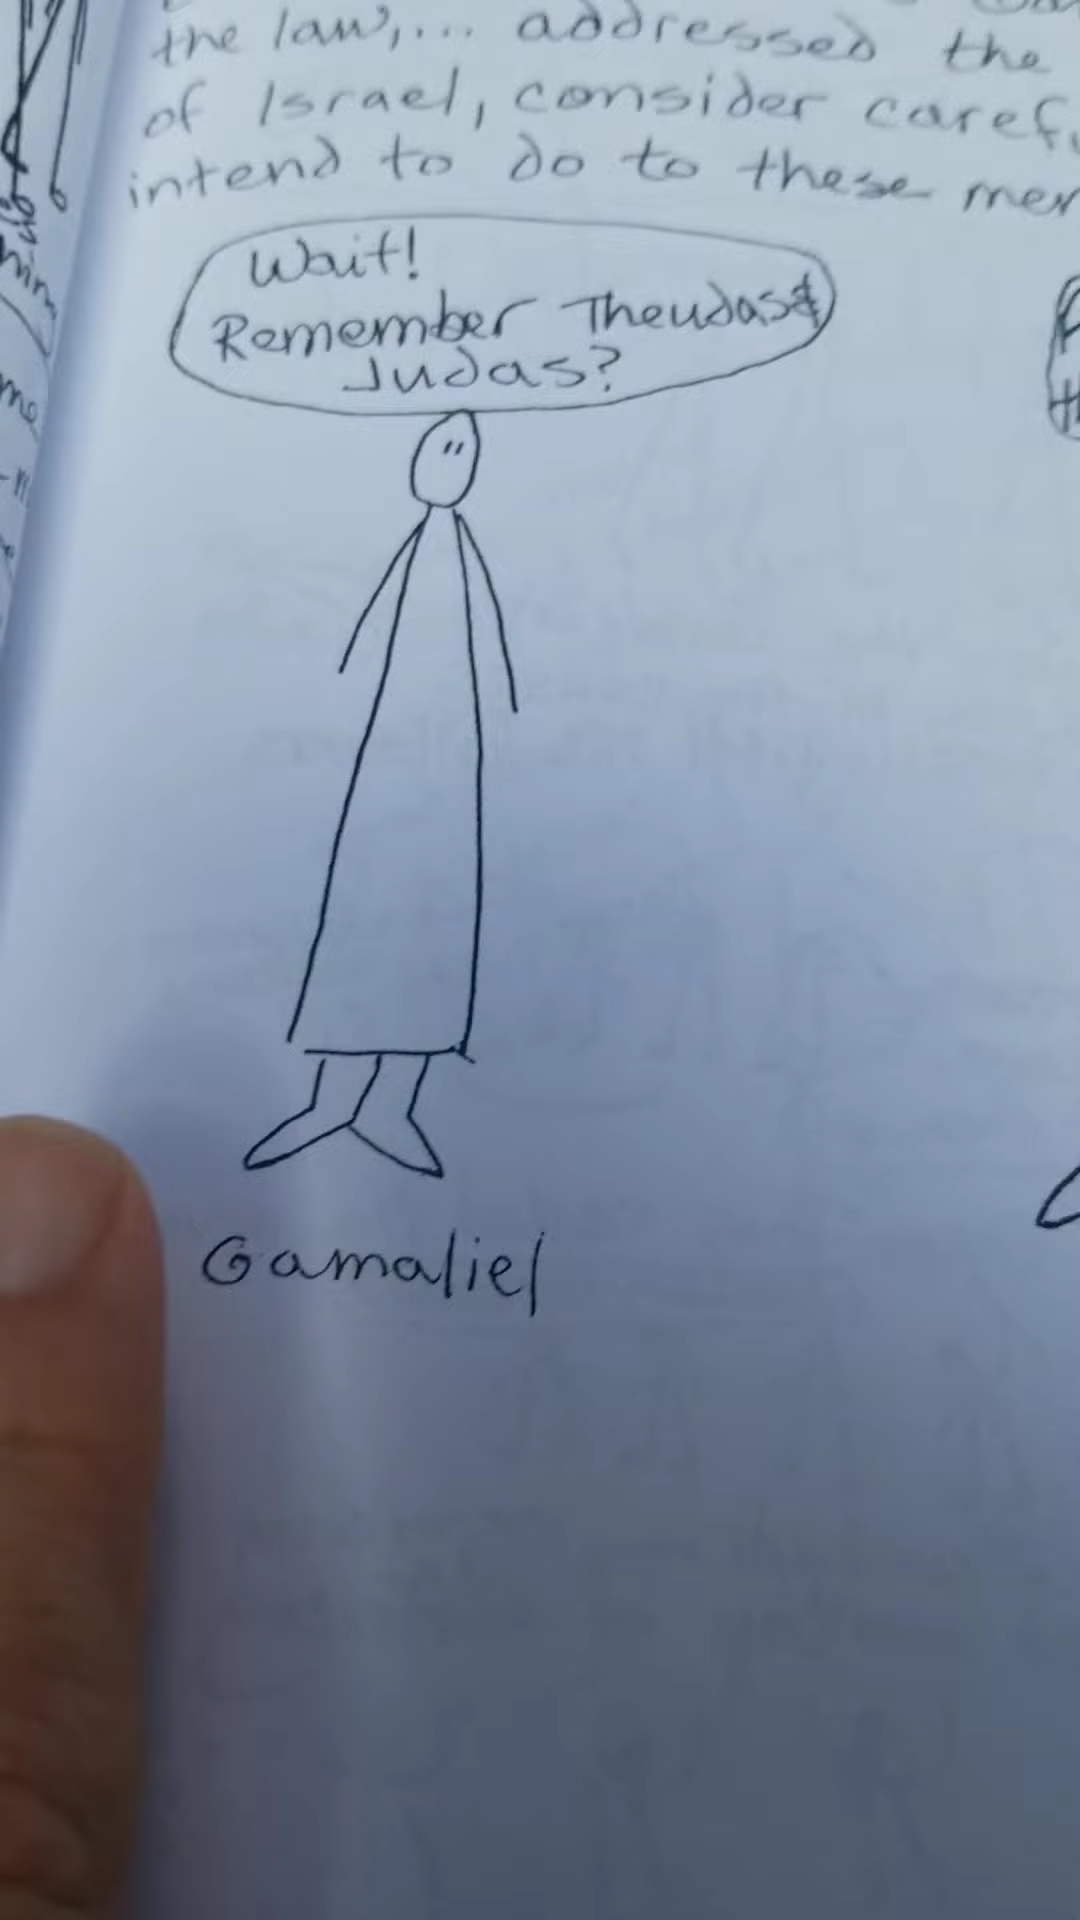 the law,... addressed the
of Israel, consider caref
intend to do to these men
Wait!
Remember Theudas &
Judas?
Gamaliel